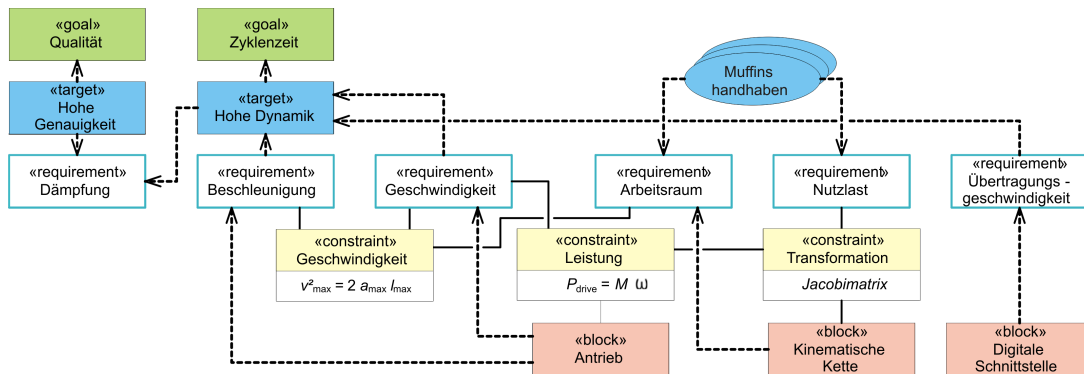 «goal»
Qualität
«goal»
Zyklenzeit
«target»
Hohe
Genauigkeit
«target»
Hohe Dynamik
Muffins
handhaben
«requirement»
Dämpfung
«requirement»
Beschleunigung
«requirement»
Geschwindigkeit
«requirement»
Arbeitsraum
«requirement»
Nutzlast
«requirement»
Übertragungs -
geschwindigkeit
«constraint»
Geschwindigkeit
v²max = 2 amax lmax
«constraint»
Leistung
Pdrive = M ω
«constraint»
Transformation
Jacobimatrix
«block»
Antrieb
«block»
Kinematische
Kette
«block»
Digitale
Schnittstelle